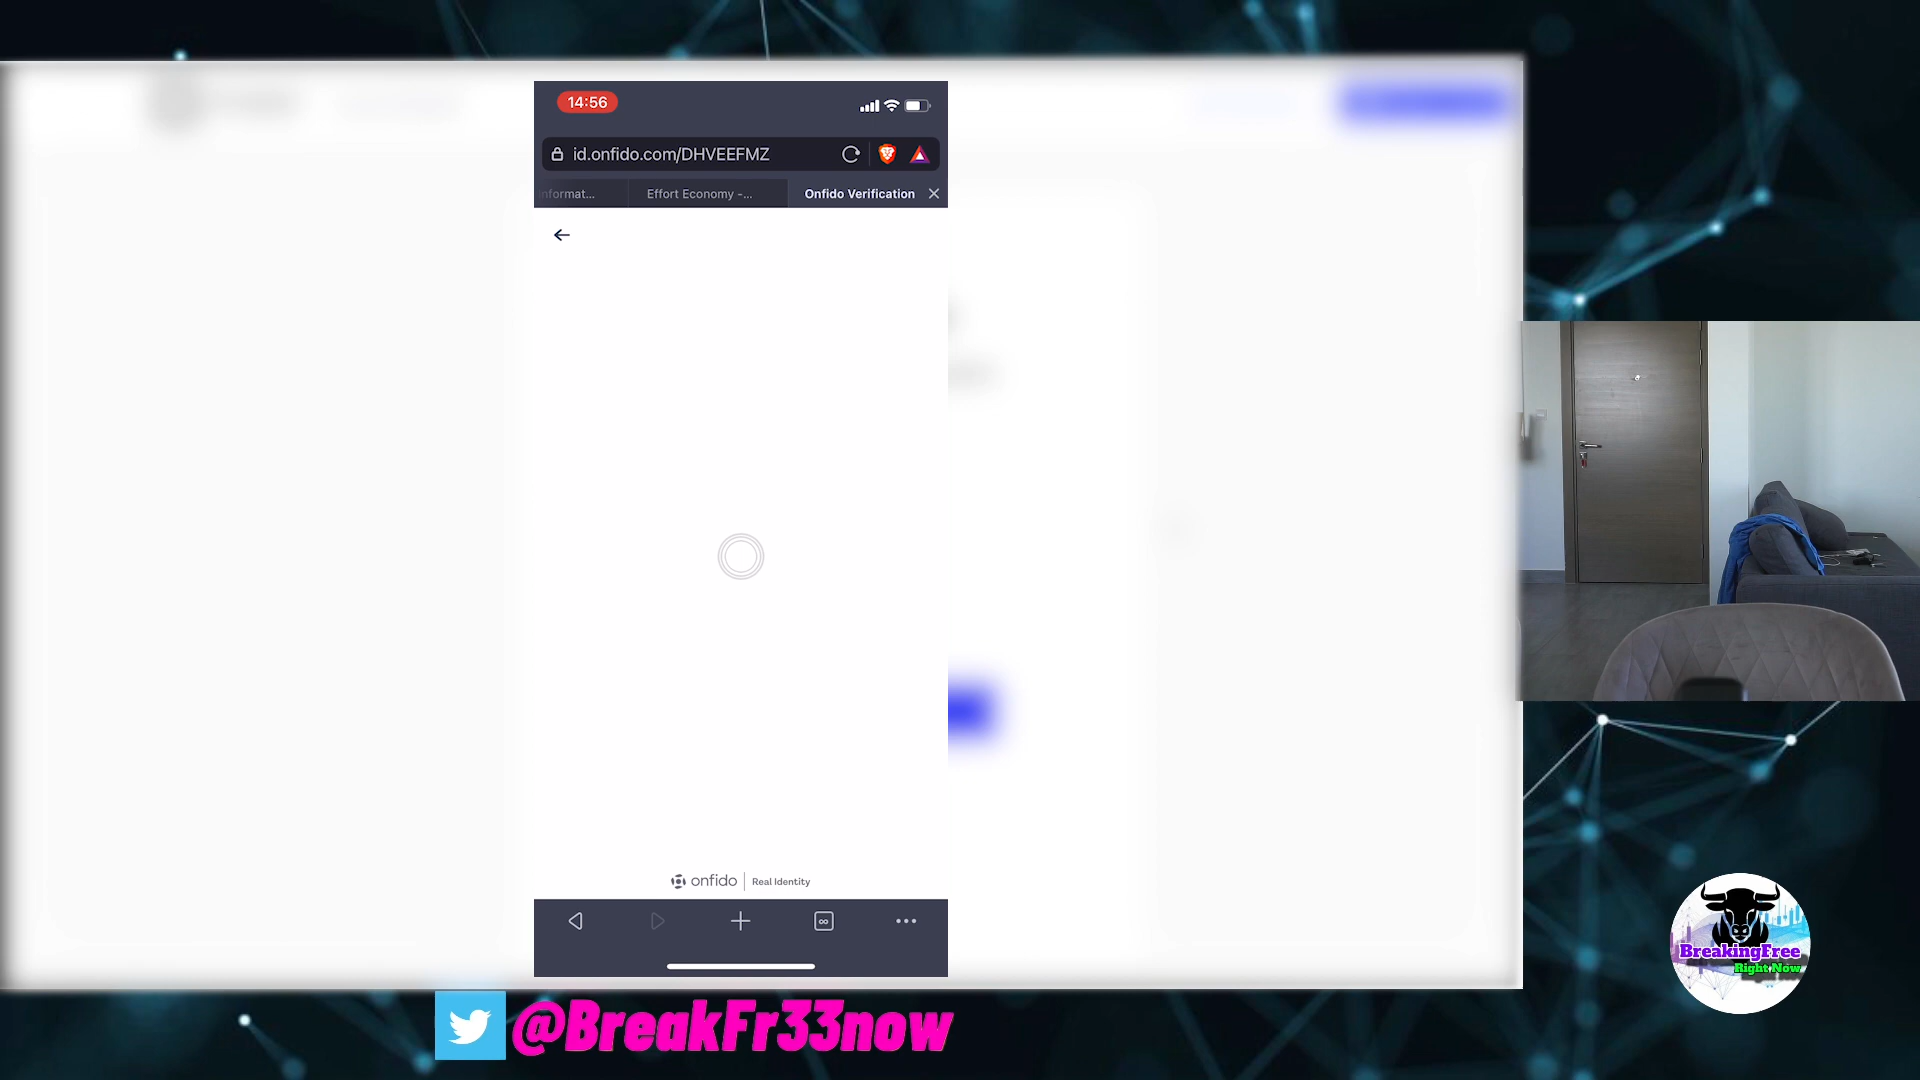 14:56
id.onfido.com/DHVEEFMZ
nformat...
Effort Economy -...
Onfido Verification
onfido | Real Identity
@BreakFr33now
BreakingFree
Right Now